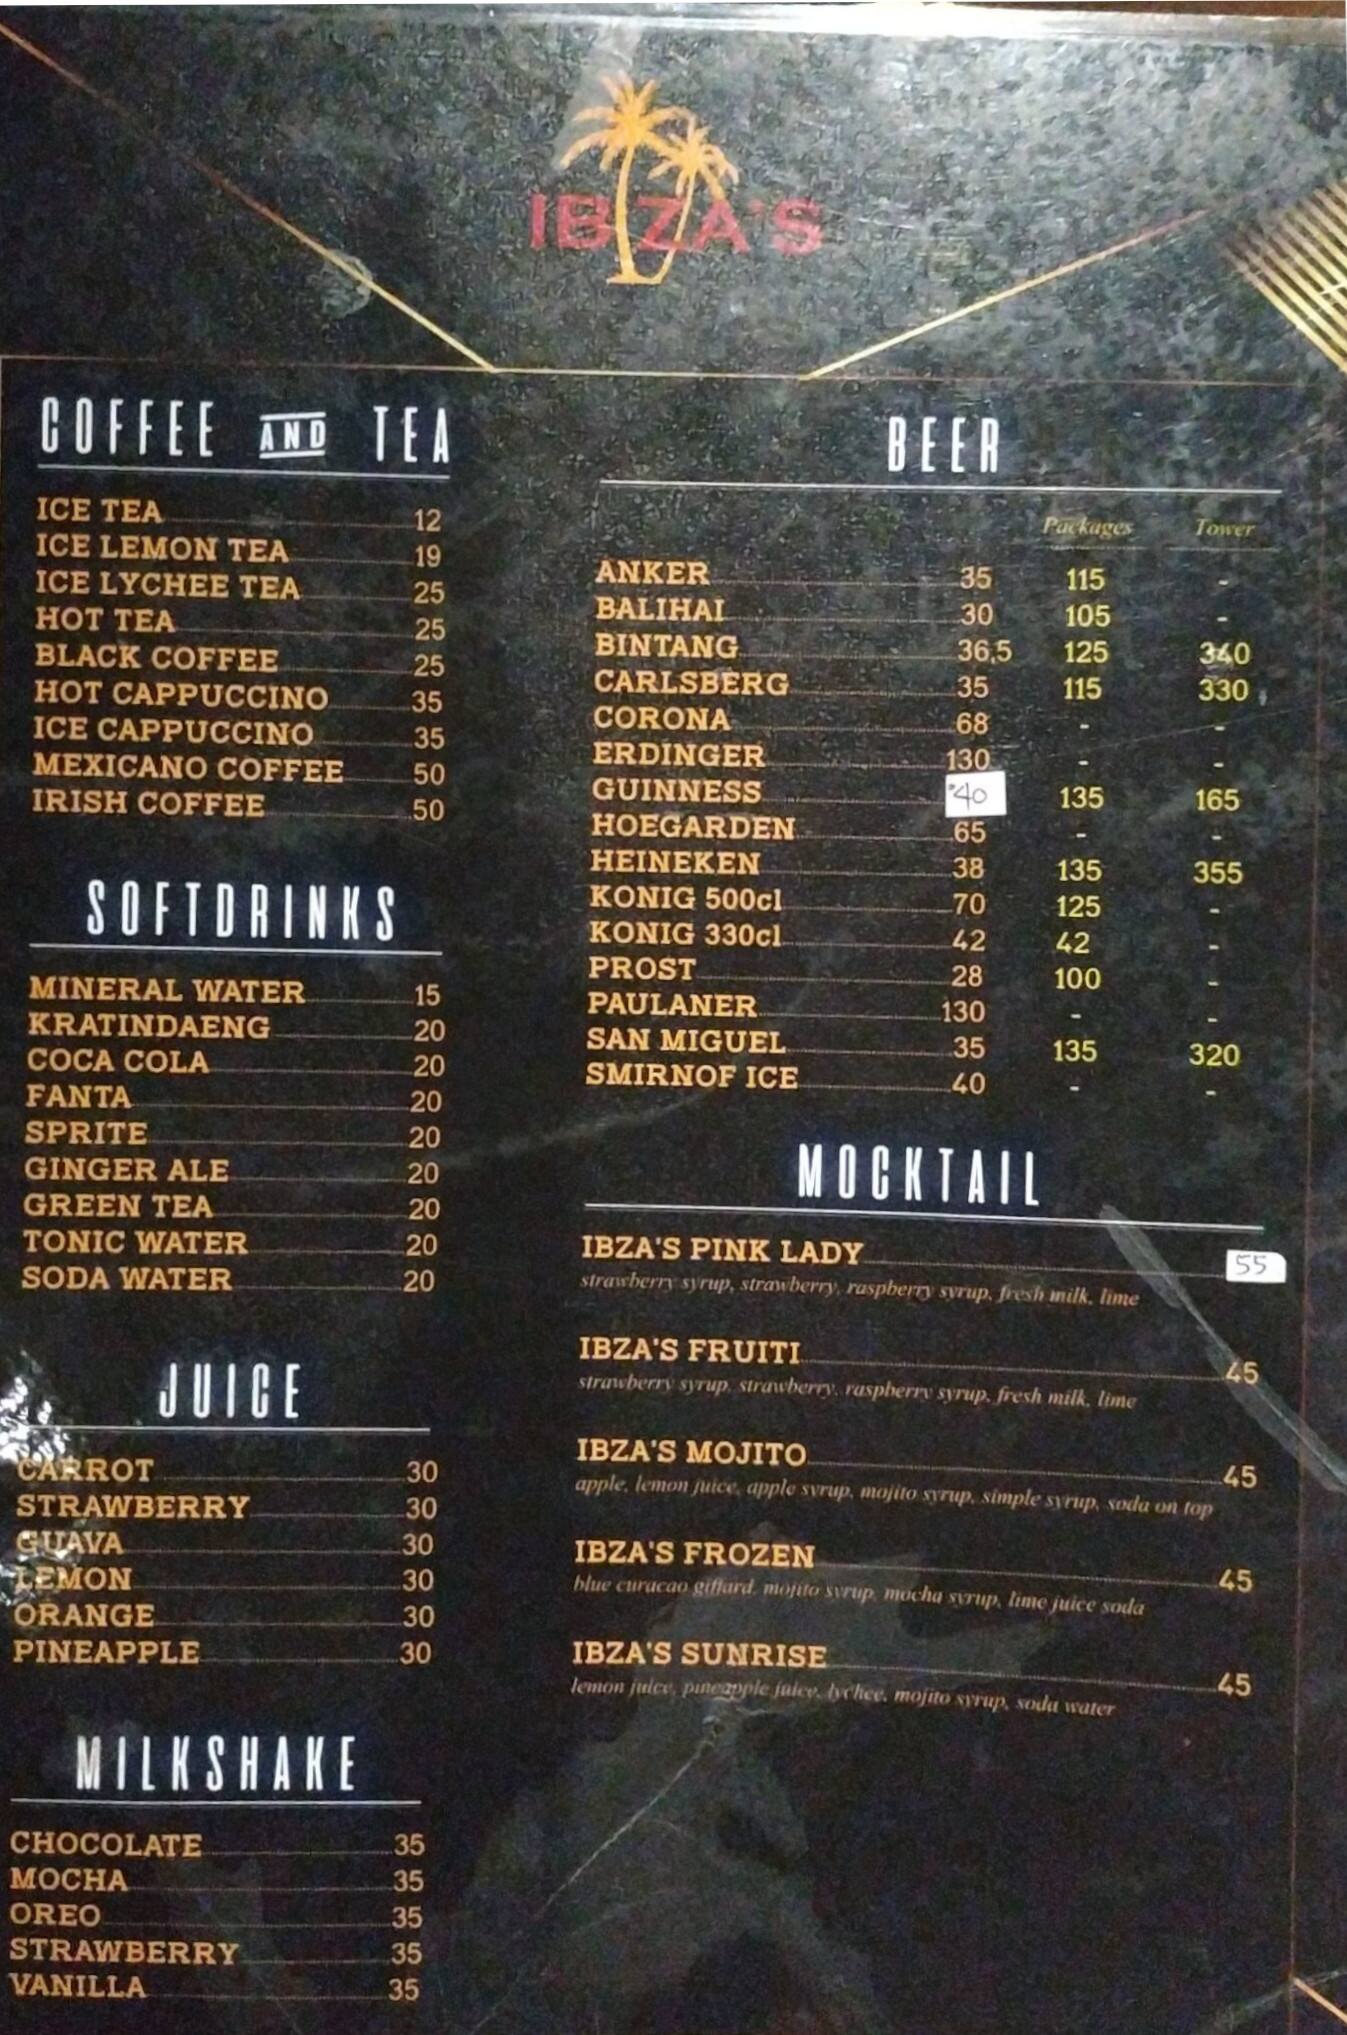 IBZA'S
COFFEE AND TEA
ICE TEA 12
ICE LEMON TEA 19
ICE LYCHEE TEA 25
HOT TEA 25
BLACK COFFEE 25
HOT CAPPUCCINO 35
ICE CAPPUCCINO 35
MEXICANO COFFEE 50
IRISH COFFEE 50
SOFTDRINKS
MINERAL WATER 15
KRATINDAENG 20
COCA COLA 20
FANTA 20
SPRITE 20
GINGER ALE 20
GREEN TEA 20
TONIC WATER 20
SODA WATER 20
JUICE
CARROT 30
STRAWBERRY 30
GUAVA 30
LEMON 30
ORANGE 30
PINEAPPLE 30
MILKSHAKE
CHOCOLATE 35
MOCHA 35
OREO 35
STRAWBERRY 35
VANILLA 35
BEER
Packages Tower
ANKER 35 115 -
BALIHAI 30 105 -
BINTANG 36,5 125 340
CARLSBERG 35 115 330
CORONA 68 - -
ERDINGER 130 - -
GUINNESS 40 135 165
HOEGARDEN 65 - -
HEINEKEN 38 135 355
KONIG 500cl 70 125 -
KONIG 330cl 42 42 -
PROST 28 100 -
PAULANER 130 - -
SAN MIGUEL 35 135 320
SMIRNOF ICE 40 - -
MOCKTAIL
IBZA'S PINK LADY 55
strawberry syrup, strawberry, raspberry syrup, fresh milk, lime
IBZA'S FRUITI 45
strawberry syrup, strawberry, raspberry syrup, fresh milk, lime
IBZA'S MOJITO 45
apple, lemon juice, apple syrup, mojito syrup, simple syrup, soda on top
IBZA'S FROZEN 45
blue curacao giffard, mojito syrup, mocha syrup, lime juice soda
IBZA'S SUNRISE 45
lemon juice, pineapple juice, lychee, mojito syrup, soda water